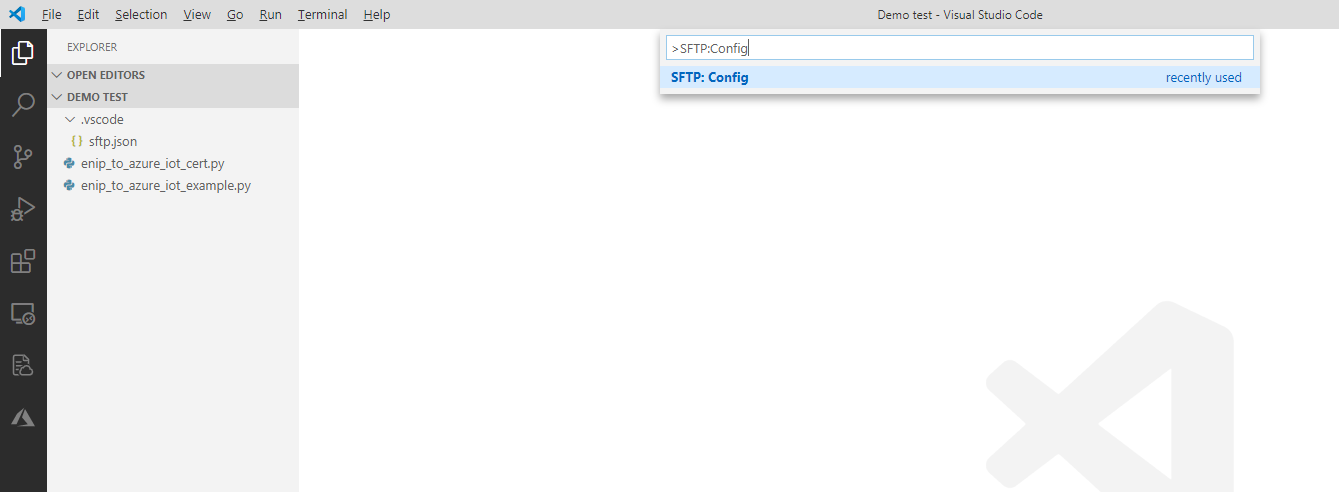 File Edit Selection View Go Run Terminal Help Demo test - Visual Studio Code
EXPLORER
OPEN EDITORS
DEMO TEST
.vscode
{} sftp.json
enip_to_azure_iot_cert.py
enip_to_azure_iot_example.py
>SFTP:Config
SFTP: Config recently used